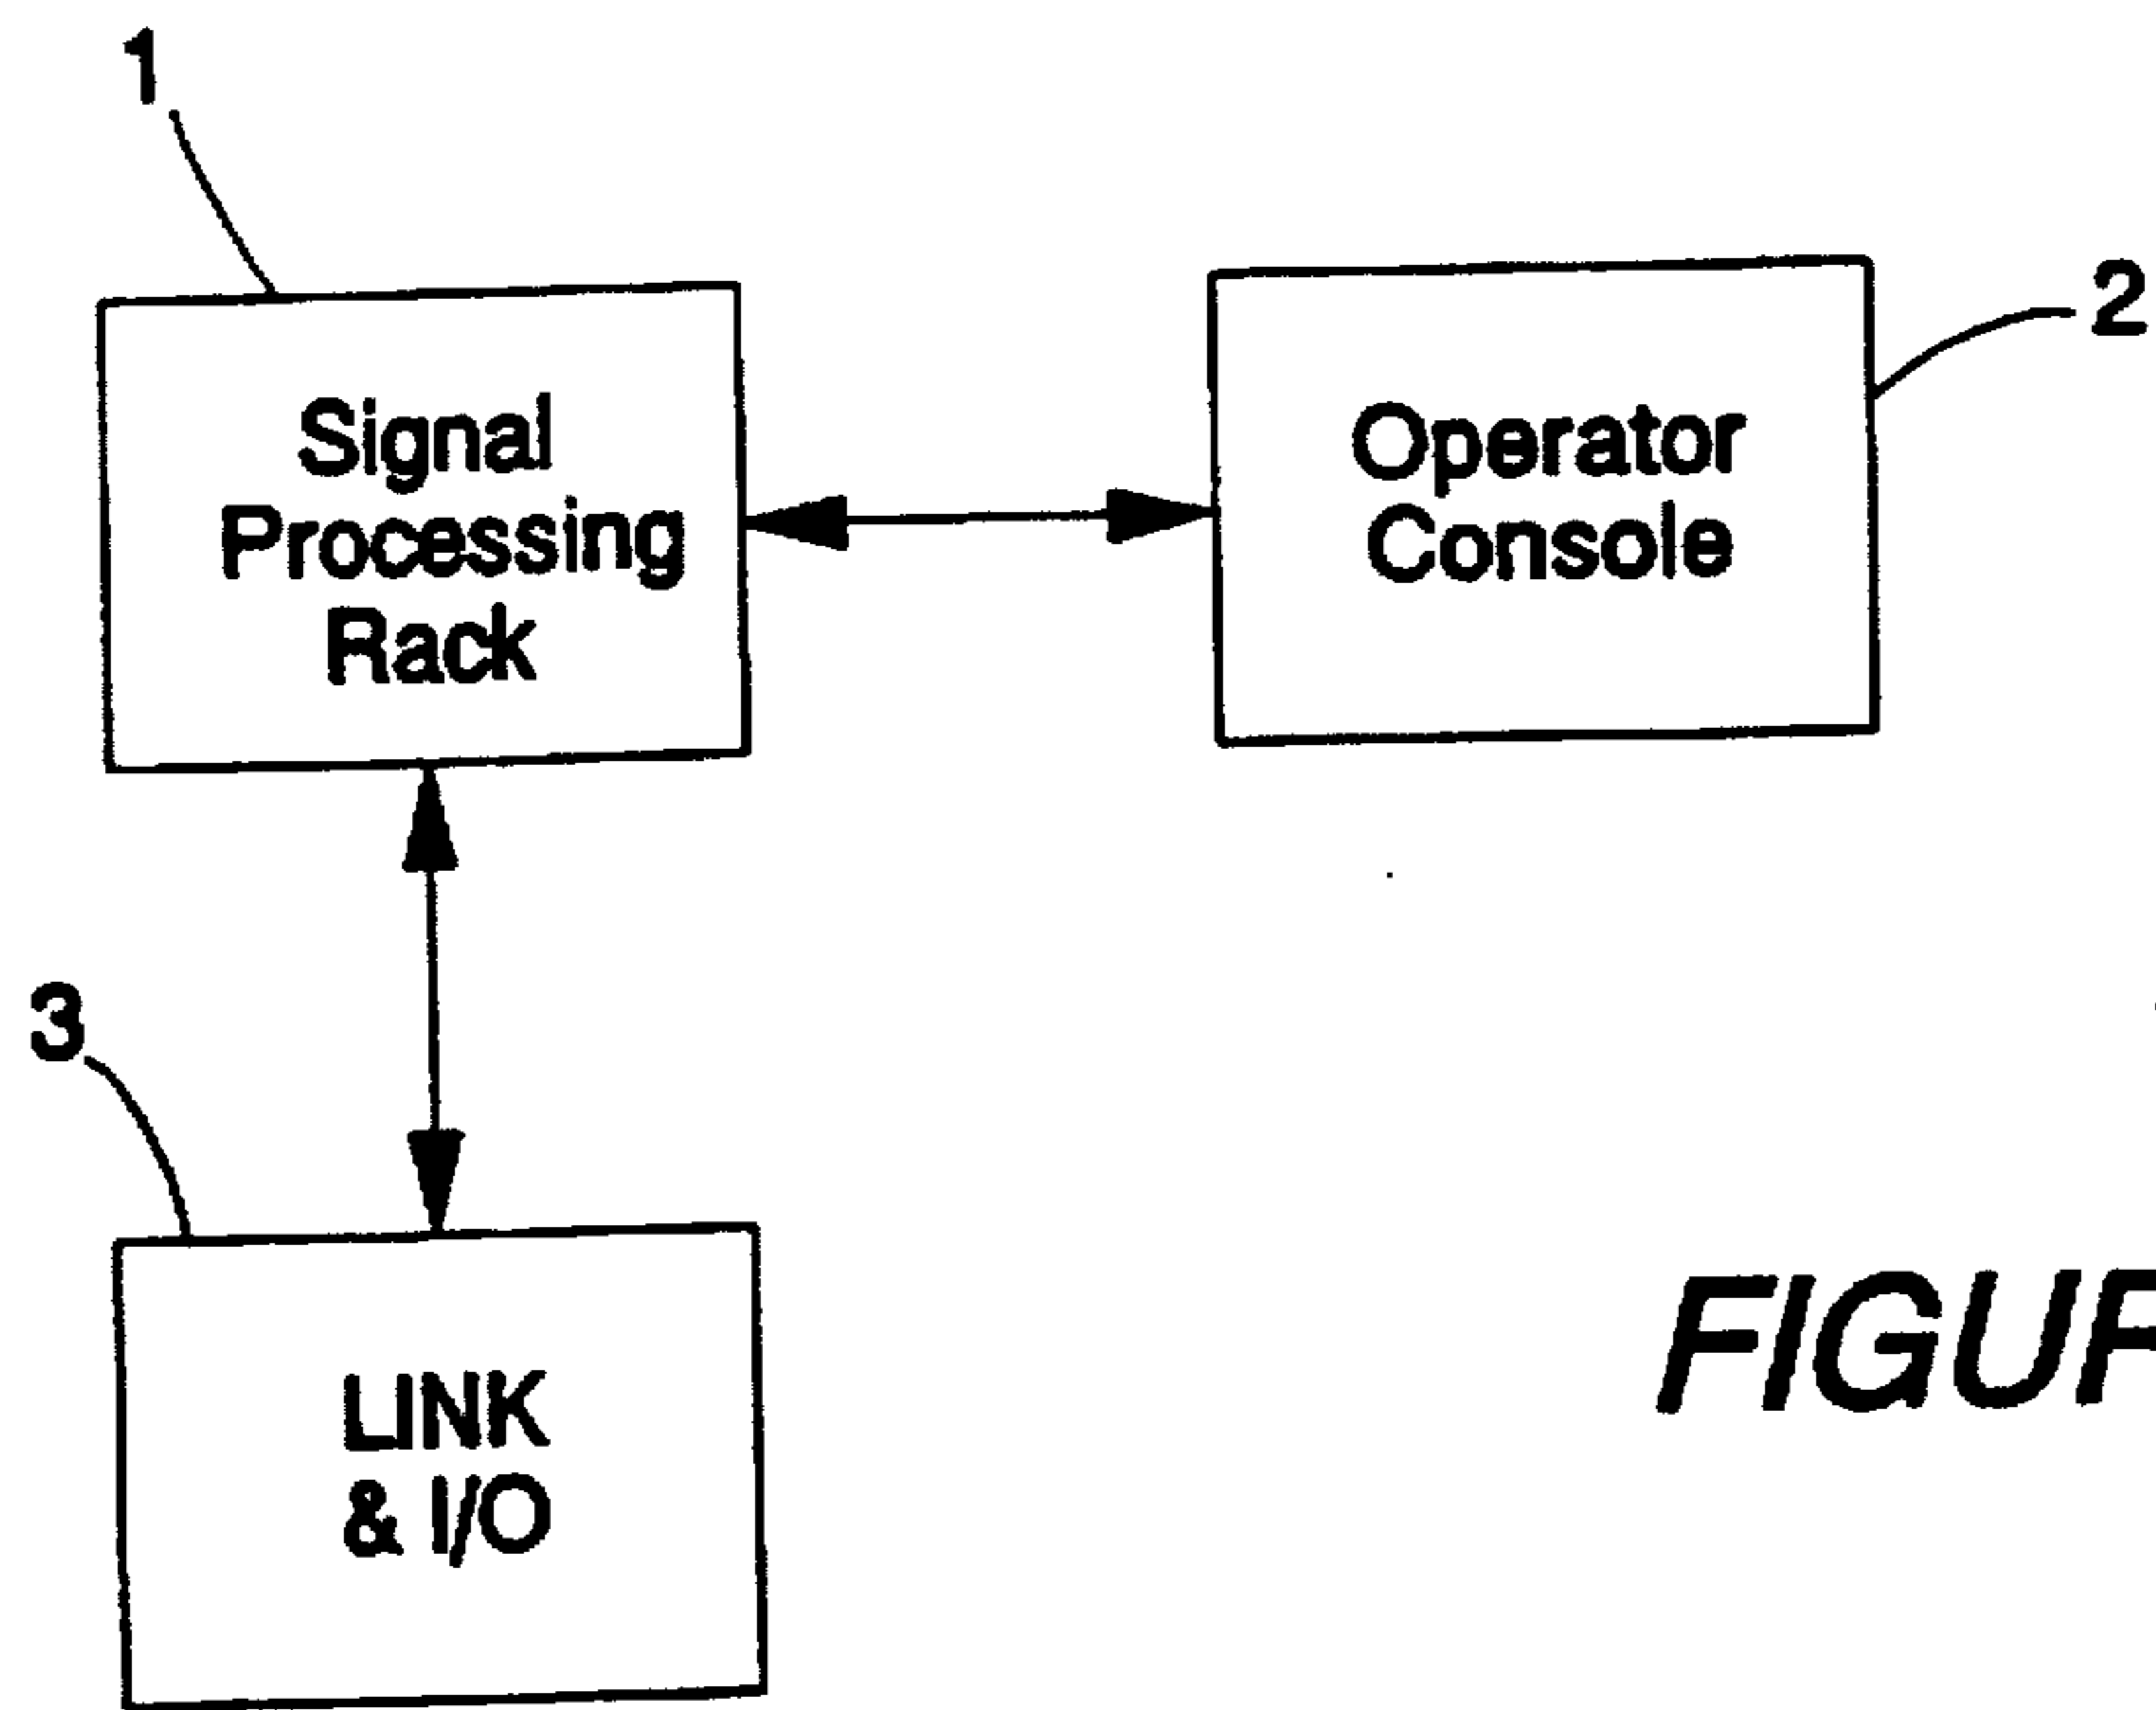 1
Signal
Processing
Rack
Operator
Console
2
3
LINK
& I/O